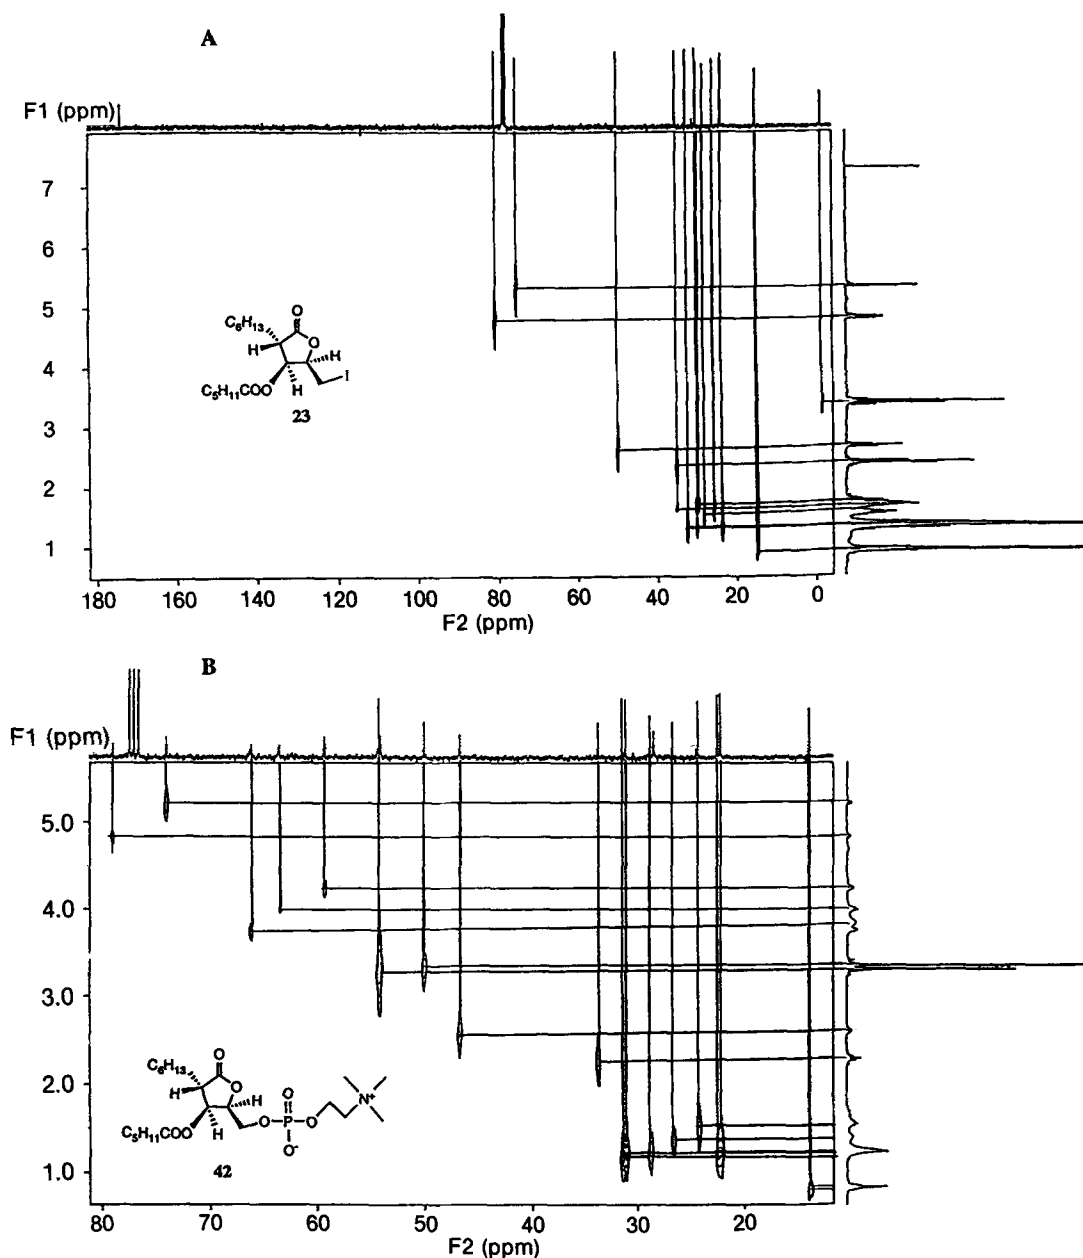 A
F1 (ppm)
7
6
5
4
3
2
1
180 160 140 120 100 80 60 40 20 0
F2 (ppm)
C6H13
O
O
H
H
C5H11COO
H
I
23
B
F1 (ppm)
5.0
4.0
3.0
2.0
1.0
80 70 60 50 40 30 20
F2 (ppm)
C6H13
O
O
H
H
O
N+
C5H11COO
H
O P O
O-
42